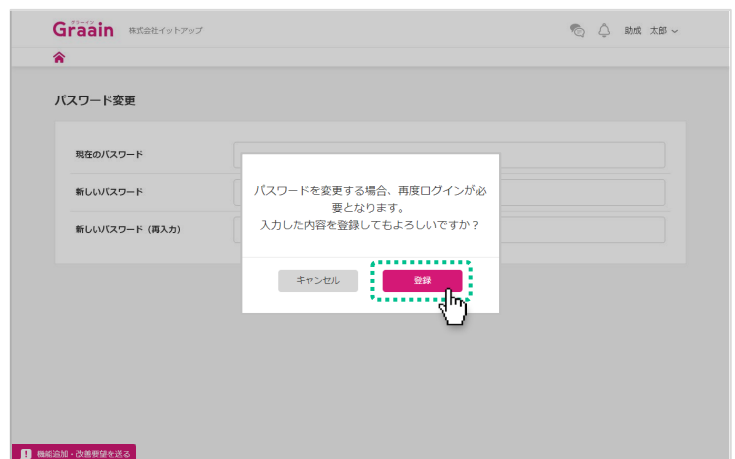 グラーイン
Graain 株式会社イットアップ 助成 太郎
パスワード変更
現在のパスワード
新しいパスワード
新しいパスワード（再入力）
パスワードを変更する場合、再度ログインが必
要となります。
入力した内容を登録してもよろしいですか？
キャンセル 登録
! 機能追加・改善要望を送る